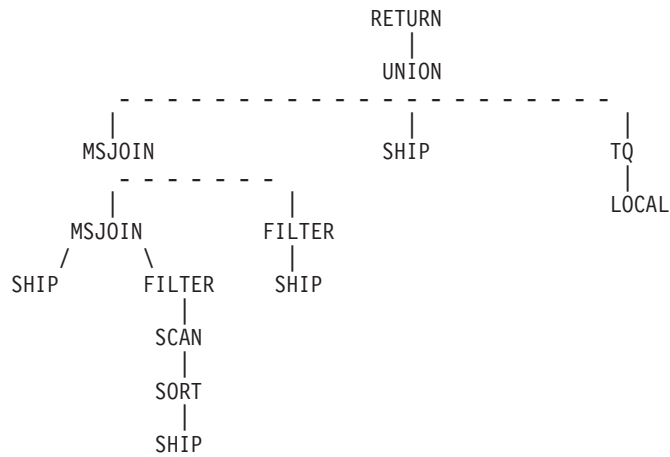 RETURN
|
UNION
- - - - - - - - - - - - - - - - - - - - -
| | |
MSJOIN SHIP TQ
- - - - - - - |
| | LOCAL
MSJOIN FILTER
/ \ |
SHIP FILTER SHIP
|
SCAN
|
SORT
|
SHIP